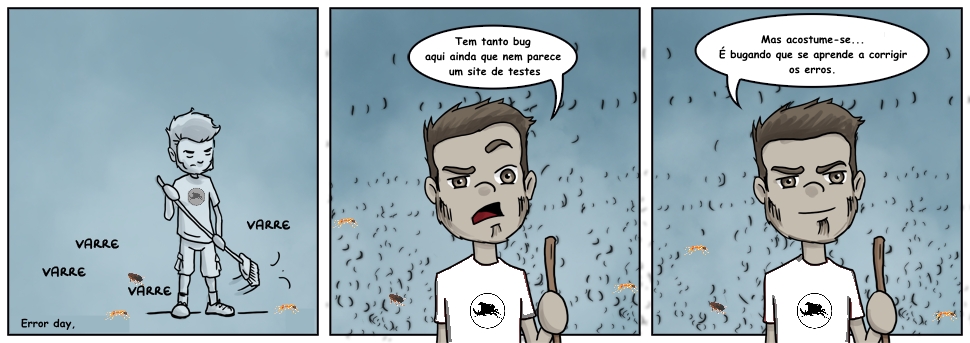 VARRE
VARRE
VARRE
VARRE
Error day,
Tem tanto bug
aqui ainda que nem parece
um site de testes
Mas acostume-se...
É bugando que se aprende a corrigir
os erros.